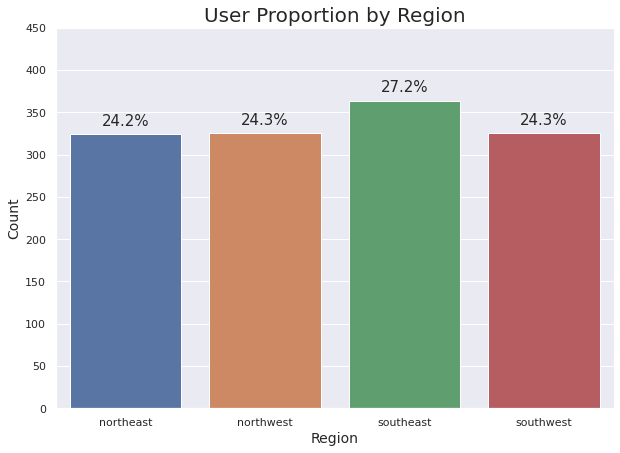 User Proportion by Region
450
400
350
300
250
200
150
100
50
0
Count
24.2%
24.3%
27.2%
24.3%
northeast
northwest
southeast
southwest
Region